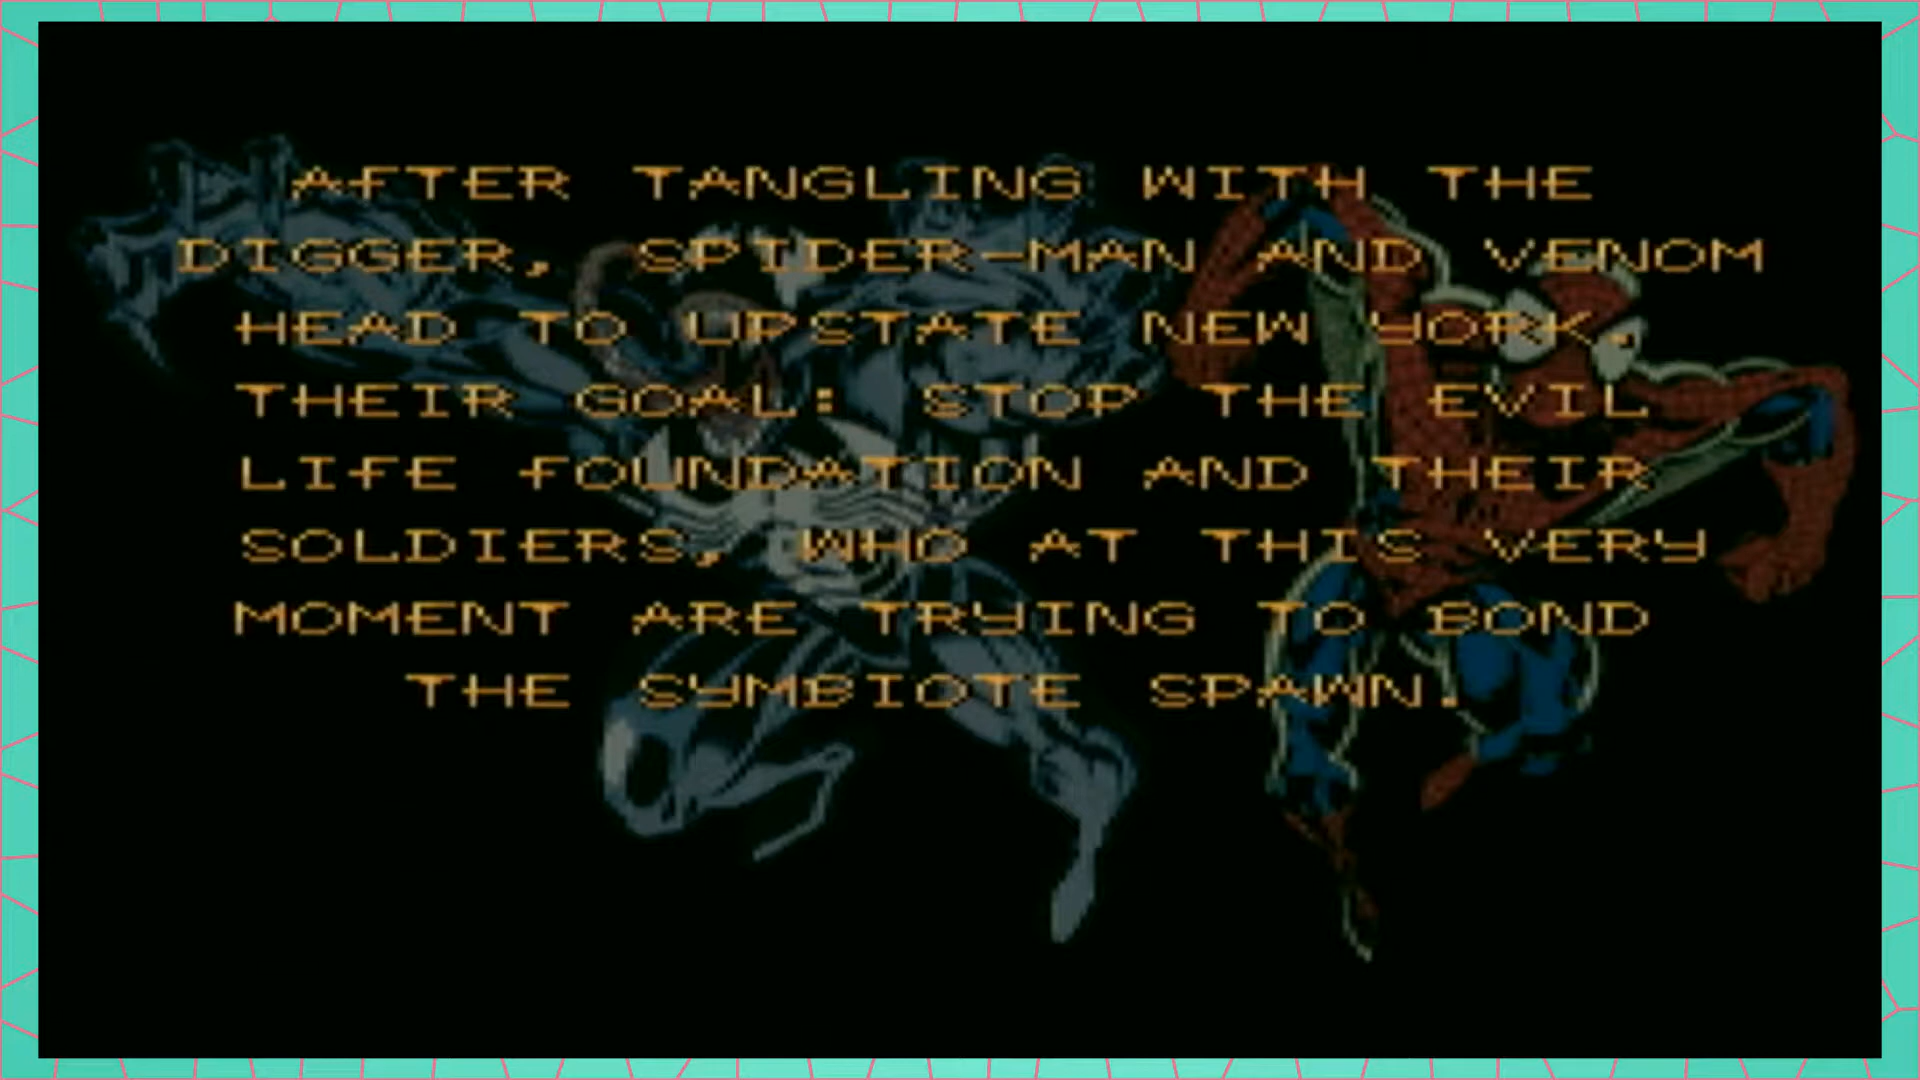 AFTER TANGLING WITH THE
DIGGER, SPIDER-MAN AND VENOM
HEAD TO UPSTATE NEW YORK.
THEIR GOAL: STOP THE EVIL
LIFE FOUNDATION AND THEIR
SOLDIERS, WHO AT THIS VERY
MOMENT ARE TRYING TO BOND
THE SYMBIOTE SPAWN.